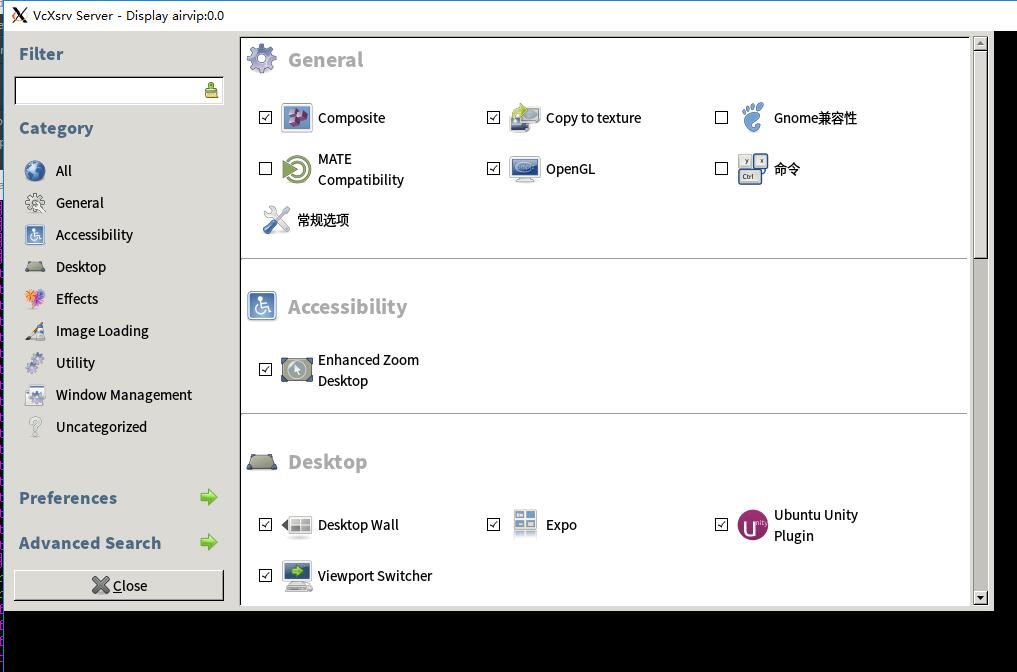 VcXsrv Server - Display airvip:0.0
Filter
Category
All
General
Accessibility
Desktop
Effects
Image Loading
Utility
Window Management
Uncategorized
Preferences
Advanced Search
Close
General
Composite
Copy to texture
Gnome兼容性
MATE
Compatibility
OpenGL
命令
常规选项
Accessibility
Enhanced Zoom
Desktop
Desktop
Desktop Wall
Expo
Ubuntu Unity
Plugin
Viewport Switcher